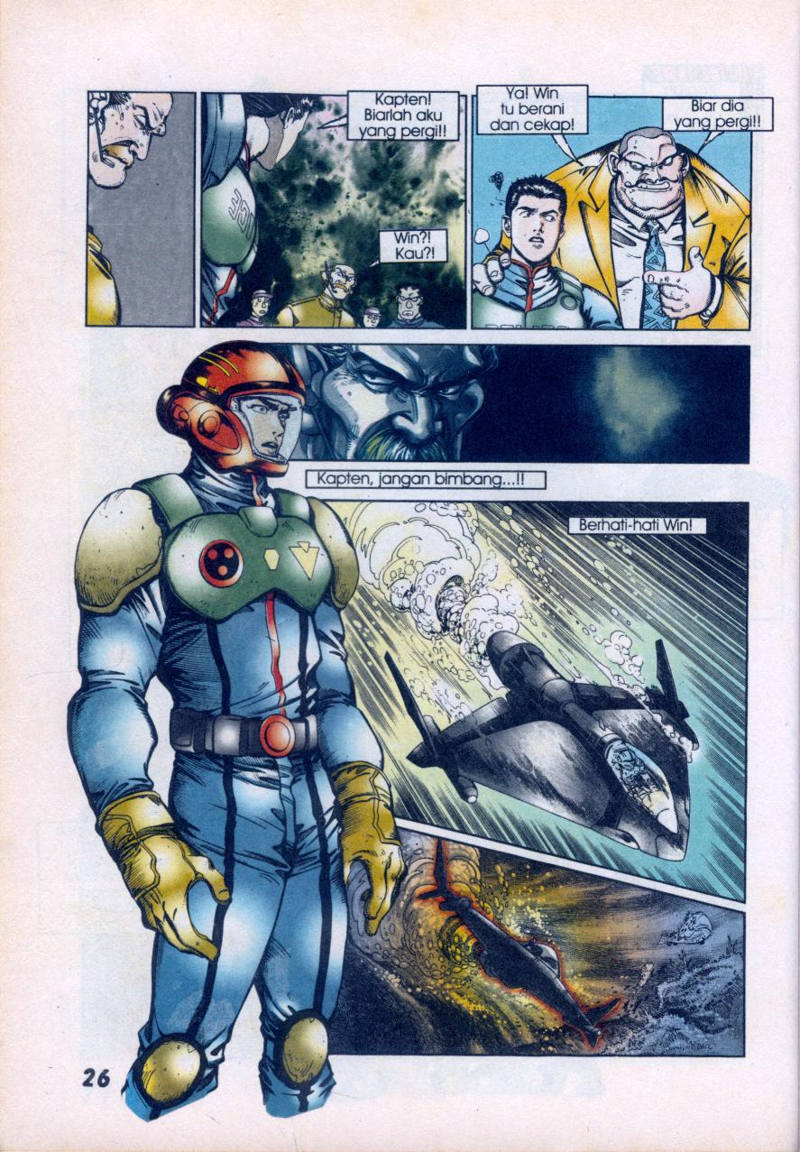 Kapten!
Biarlah aku
yang pergi!!
Win?!
Kau?!
Ya! Win
tu berani
dan cekap!
Biar dia
yang pergi!!
Kapten, jangan bimbang...!!
Berhati-hati Win!
26